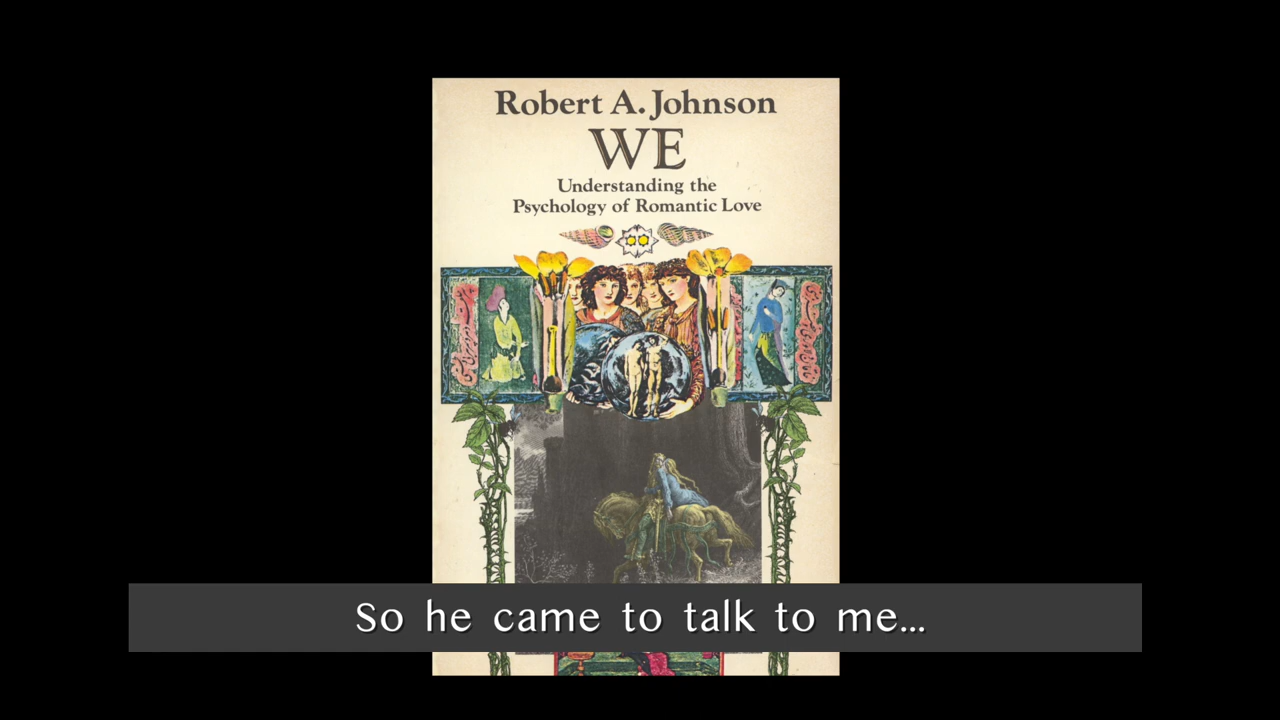 Robert A. Johnson
WE
Understanding the
Psychology of Romantic Love
So he came to talk to me...